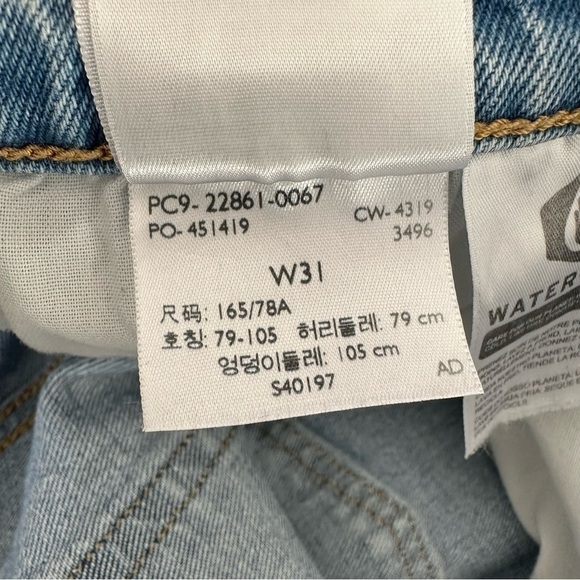 PC9- 22861-0067
PO- 451419
CW- 4319
3496
W31
尺码: 165/78A
호칭: 79-105 허리둘레: 79 cm
엉덩이둘레: 105 cm
S40197
AD
WATER